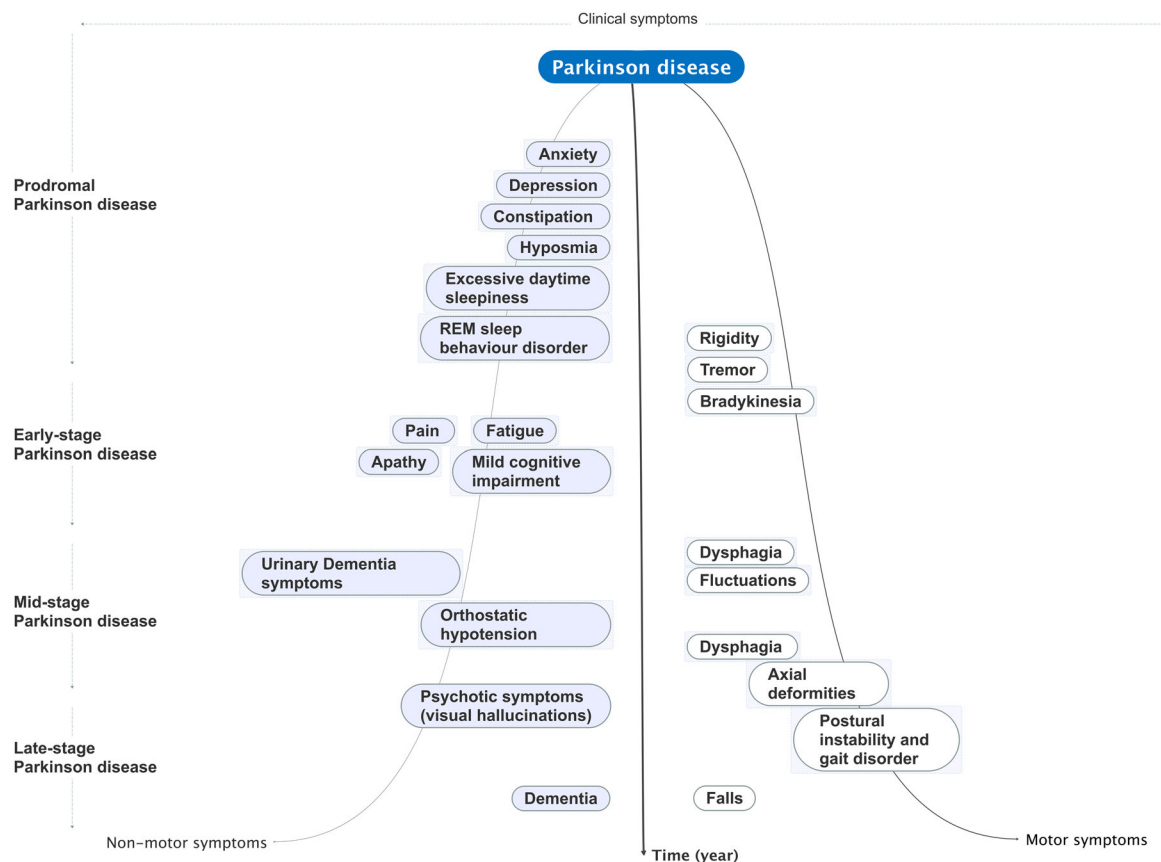 Clinical symptoms
Parkinson disease
Anxiety
Prodromal
Parkinson disease
Depression
Constipation
Hyposmia
Excessive daytime
sleepiness
REM sleep
behaviour disorder
Rigidity
Tremor
Bradykinesia
Early-stage
Parkinson disease
Pain
Fatigue
Apathy
Mild cognitive
impairment
Urinary Dementia
symptoms
Dysphagia
Fluctuations
Mid-stage
Parkinson disease
Orthostatic
hypotension
Dysphagia
Axial
deformities
Psychotic symptoms
(visual hallucinations)
Postural
instability and
gait disorder
Late-stage
Parkinson disease
Dementia
Falls
Non-motor symptoms
Motor symptoms
Time (year)